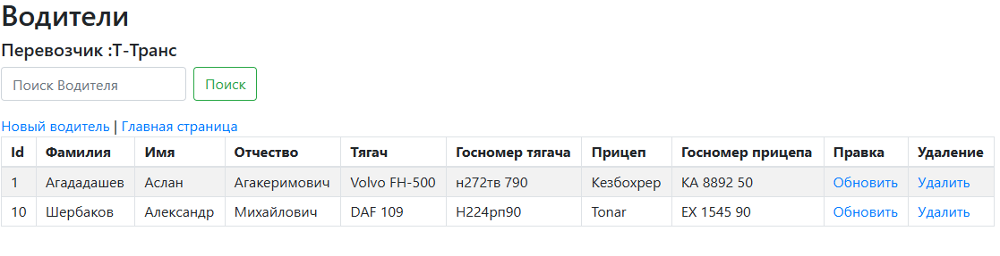 Водители
Перевозчик :Т-Транс
Поиск Водителя Поиск
Новый водитель | Главная страница
Id Фамилия Имя Отчество Тягач Госномер тягача Прицеп Госномер прицепа Правка Удаление
1 Агададашев Аслан Агакеримович Volvo FH-500 н272тв 790 Кезбохрер КА 8892 50 Обновить Удалить
10 Шербаков Александр Михайлович DAF 109 Н224рп90 Tonar ЕХ 1545 90 Обновить Удалить